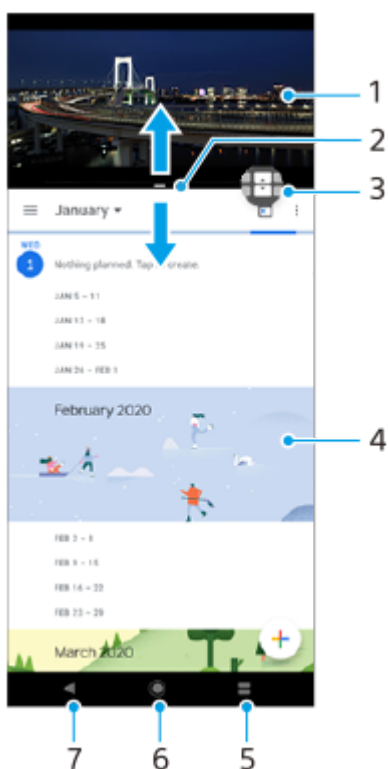 1
2
3
January
WED
1
Nothing planned. Tap to create.
JAN 5 – 11
JAN 12 – 18
JAN 19 – 25
JAN 26 – FEB 1
February 2020
4
FEB 2 – 8
FEB 9 – 15
FEB 16 – 22
FEB 23 – 29
March 2020
7
6
5